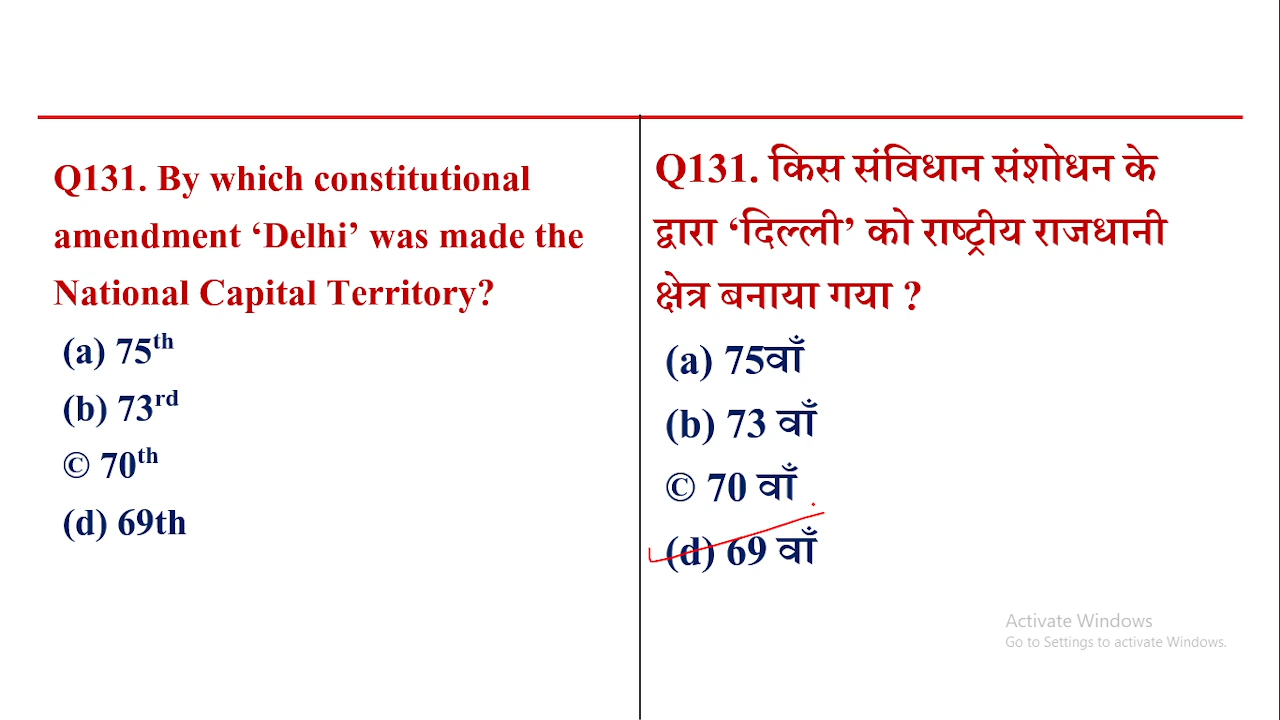 Q131. By which constitutional
amendment ‘Delhi’ was made the
National Capital Territory?
(a) 75th
(b) 73rd
© 70th
(d) 69th
Q131. किस संविधान संशोधन के
द्वारा ‘दिल्ली’ को राष्ट्रीय राजधानी
क्षेत्र बनाया गया ?
(a) 75वाँ
(b) 73 वाँ
© 70 वाँ
(d) 69 वाँ
Activate Windows
Go to Settings to activate Windows.